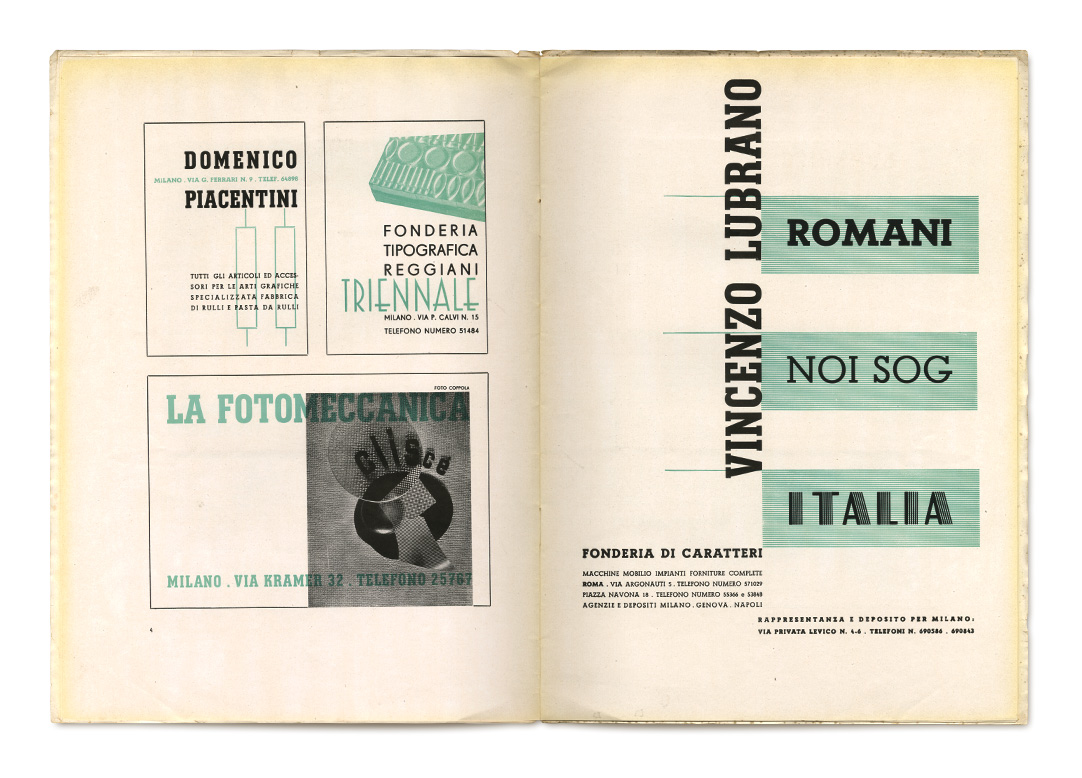 DOMENICO
MILANO . VIA G. FERRARI N. 9 . TELEF. 64898
PIACENTINI
TUTTI GLI ARTICOLI ED ACCES-
SORI PER LE ARTI GRAFICHE
SPECIALIZZATA FABBRICA
DI RULLI E PASTA DA RULLI
FONDERIA
TIPOGRAFICA
REGGIANI
TRIENNALE
MILANO . VIA P. CALVI N. 15
TELEFONO NUMERO 51484
FOTO COPPOLA
LA FOTOMECCANICA
cliscé
MILANO . VIA KRAMER 32 . TELEFONO 25767
4
VINCENZO LUBRANO
ROMANI
NOI SOG
ITALIA
FONDERIA DI CARATTERI
MACCHINE MOBILIO IMPIANTI FORNITURE COMPLETE
ROMA . VIA ARGONAUTI 5 . TELEFONO NUMERO 571029
PIAZZA NAVONA 18 . TELEFONO NUMERO 55366 e 53848
AGENZIE E DEPOSITI MILANO . GENOVA . NAPOLI
RAPPRESENTANZA E DEPOSITO PER MILANO:
VIA PRIVATA LEVICO N. 4-6 . TELEFONI N. 690586 . 690843